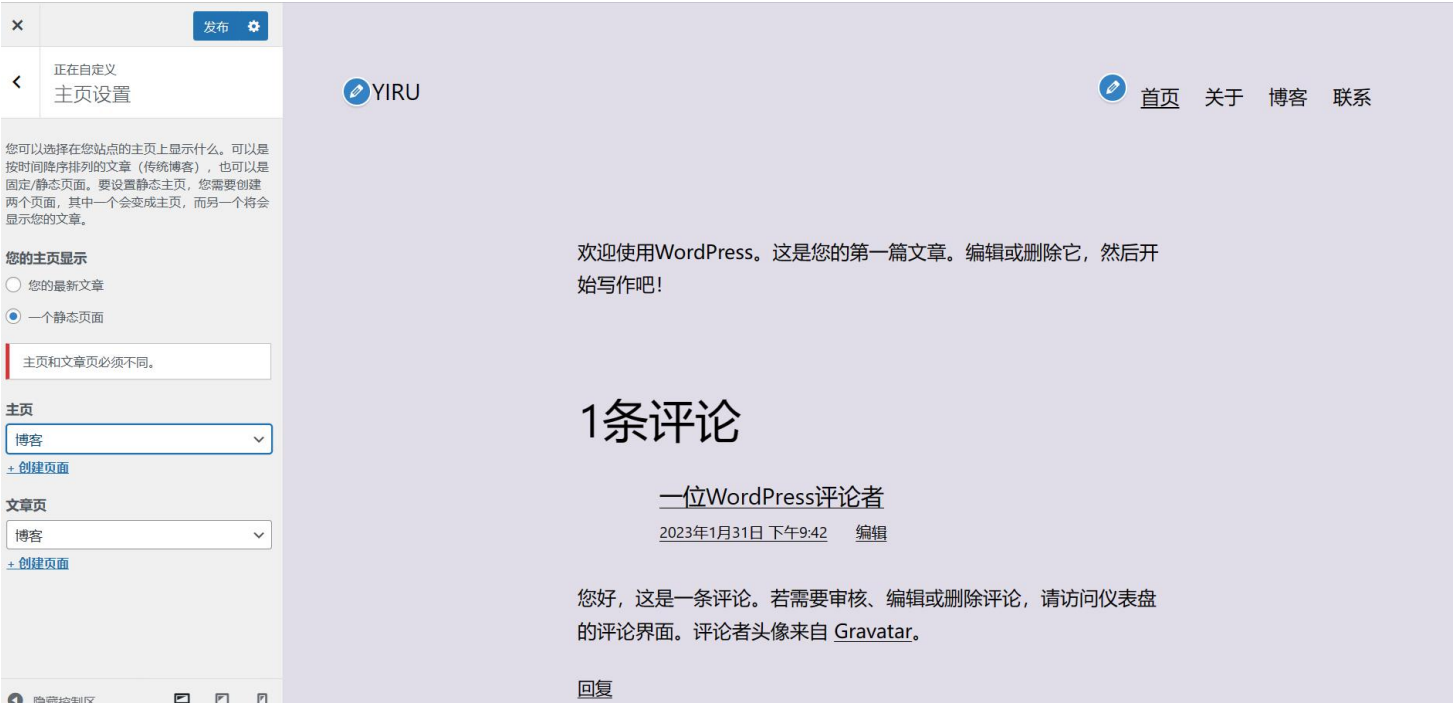 发布
正在自定义
主页设置
您可以选择在您站点的主页上显示什么。可以是
按时间降序排列的文章（传统博客），也可以是
固定/静态页面。要设置静态主页，您需要创建
两个页面，其中一个会变成主页，而另一个将会
显示您的文章。
您的主页显示
您的最新文章
一个静态页面
主页和文章页必须不同。
主页
博客
+ 创建页面
文章页
博客
+ 创建页面
隐藏控制区
YIRU
首页 关于 博客 联系
欢迎使用WordPress。这是您的第一篇文章。编辑或删除它，然后开
始写作吧！
1条评论
一位WordPress评论者
2023年1月31日 下午9:42 编辑
您好，这是一条评论。若需要审核、编辑或删除评论，请访问仪表盘
的评论界面。评论者头像来自 Gravatar。
回复